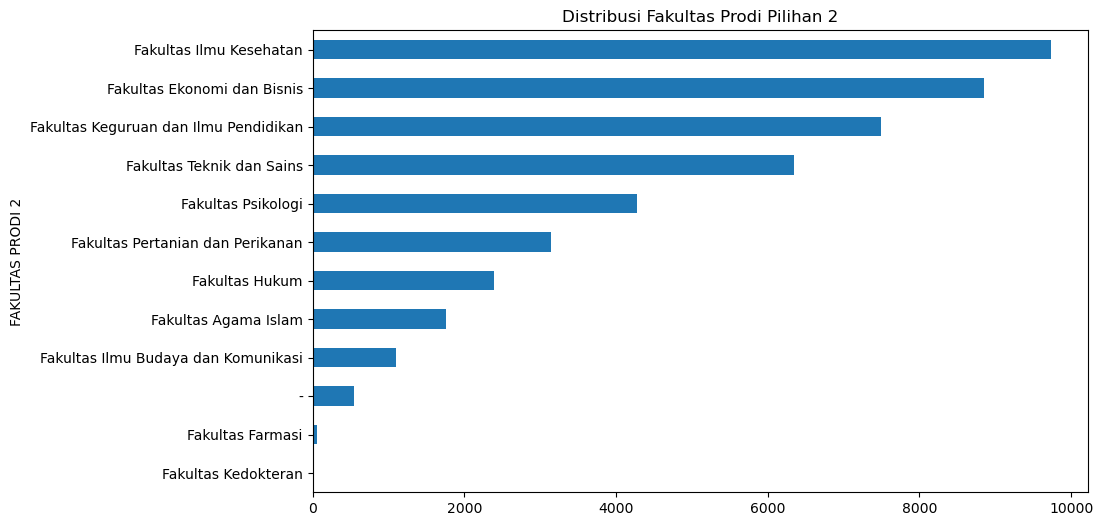 Distribusi Fakultas Prodi Pilihan 2
Fakultas Ilmu Kesehatan
Fakultas Ekonomi dan Bisnis
Fakultas Keguruan dan Ilmu Pendidikan
Fakultas Teknik dan Sains
Fakultas Psikologi
Fakultas Pertanian dan Perikanan
Fakultas Hukum
Fakultas Agama Islam
Fakultas Ilmu Budaya dan Komunikasi
-
Fakultas Farmasi
Fakultas Kedokteran
FAKULTAS PRODI 2
0 2000 4000 6000 8000 10000